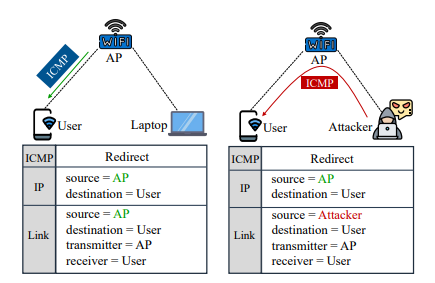 WIFI
AP
ICMP
User
Laptop
ICMP Redirect
IP
source = AP
destination = User
Link
source = AP
destination = User
transmitter = AP
receiver = User
WIFI
AP
ICMP
User
Attacker
ICMP Redirect
IP
source = AP
destination = User
Link
source = Attacker
destination = User
transmitter = AP
receiver = User